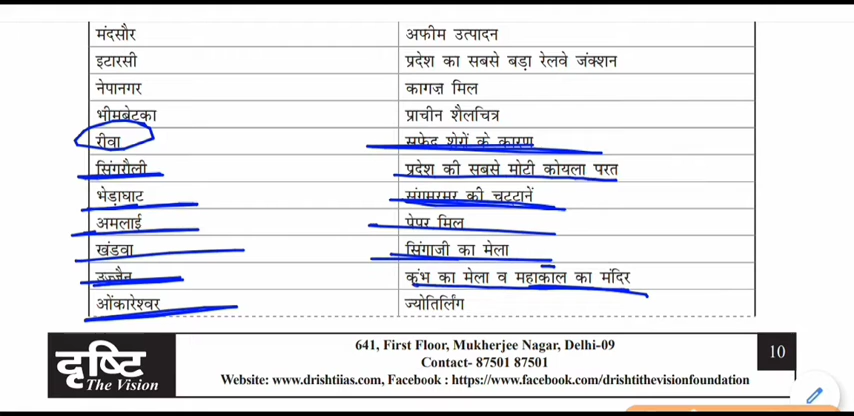 मंदसौर अफीम उत्पादन
इटारसी प्रदेश का सबसे बड़ा रेलवे जंक्शन
नेपानगर कागज़ मिल
भीमबेटका प्राचीन शैलचित्र
रीवा सफेद शेरों के कारण
सिंगरौली प्रदेश की सबसे मोटी कोयला परत
भेड़ाघाट संगमरमर की चट्टानें
अमलाई पेपर मिल
खंडवा सिंगाजी का मेला
उज्जैन कुंभ का मेला व महाकाल का मंदिर
ओंकारेश्वर ज्योतिर्लिंग
दृष्टि
The Vision
641, First Floor, Mukherjee Nagar, Delhi-09
Contact- 87501 87501
Website: www.drishtiias.com, Facebook : https://www.facebook.com/drishtithevisionfoundation
10